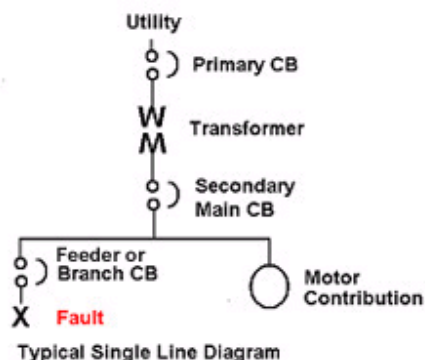 Utility
Primary CB
Transformer
Secondary
Main CB
Feeder or
Branch CB
Motor
Contribution
X Fault
Typical Single Line Diagram